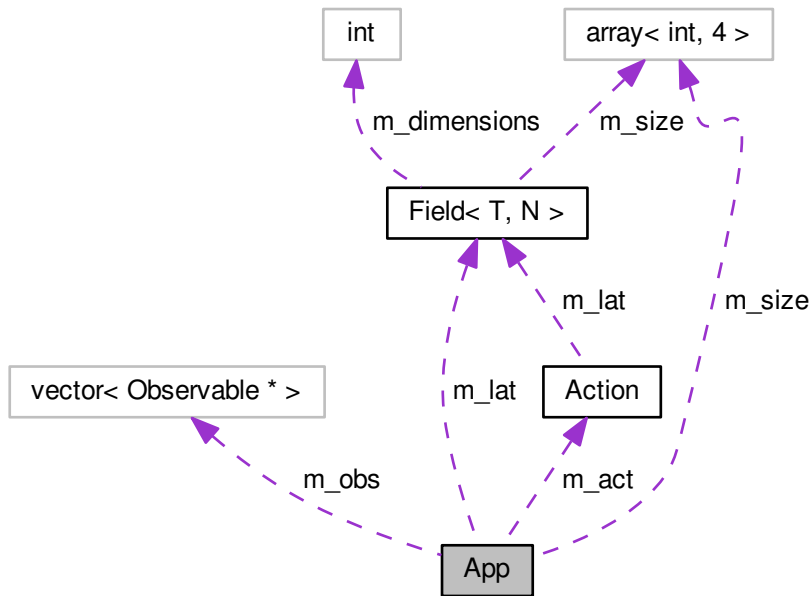 int
array< int, 4 >
m_dimensions
m_size
Field< T, N >
m_lat
m_size
vector< Observable * >
m_lat
Action
m_obs
m_act
App